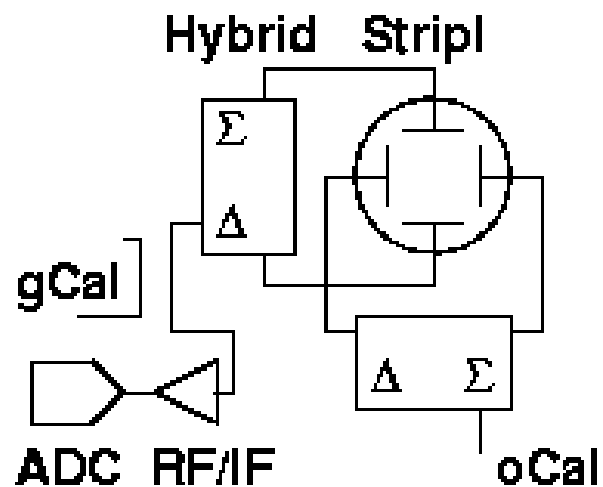 Hybrid Stripl
Σ
Δ
gCal
Δ Σ
ADC RF/IF oCal